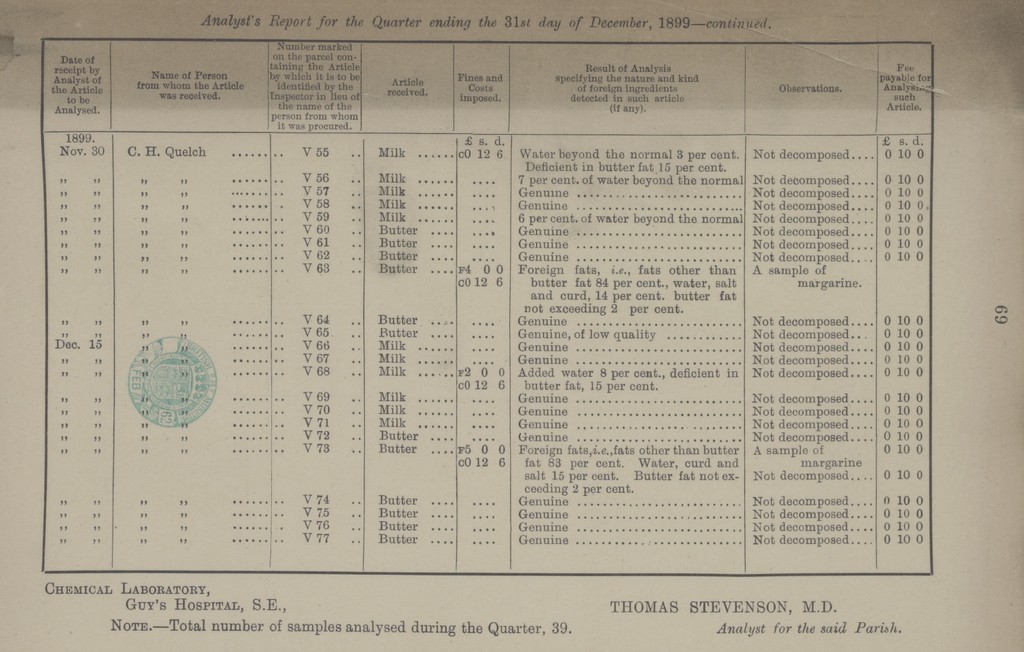 Analyst's Report for the Quarter ending the 31st day of December, 1899—continued.
Date of receipt by Analyst of the Article to be Analysed. | Name of Person from whom the Article was received. | Number marked on the parcel containing the Article by which it is to be identified by the Inspector in lieu of the name of the person from whom it was procured. | Article received. | Fines and Costs imposed. | Result of Analysis specifying the nature and kind of foreign ingredients detected in such article (if any). | Observations. | Fee payable for Analysing such Article.
1899. £ s. d. £ s. d.
Nov. 30 C. H. Quelch ...... .. V 55 .. Milk ...... c0 12 6 Water beyond the normal 3 per cent. Not decomposed.... 0 10 0
Deficient in butter fat 15 per cent.
„ „ „ „ ...... .. V 56 .. Milk ...... .... 7 per cent. of water beyond the normal Not decomposed.... 0 10 0
„ „ „ „ ...... .. V 57 .. Milk ...... .... Genuine ........................ Not decomposed.... 0 10 0
„ „ „ „ ...... .. V 58 .. Milk ...... .... Genuine ........................ Not decomposed.... 0 10 0
„ „ „ „ ...... .. V 59 .. Milk ...... .... 6 per cent. of water beyond the normal Not decomposed.... 0 10 0
„ „ „ „ ...... .. V 60 .. Butter .... .... Genuine ........................ Not decomposed.... 0 10 0
„ „ „ „ ...... .. V 61 .. Butter .... .... Genuine ........................ Not decomposed.... 0 10 0
„ „ „ „ ...... .. V 62 .. Butter .... .... Genuine ........................ Not decomposed.... 0 10 0
„ „ „ „ ...... .. V 63 .. Butter .... F4 0 0 Foreign fats, i.e., fats other than A sample of 0 10 0
c0 12 6 butter fat 84 per cent., water, salt margarine.
and curd, 14 per cent. butter fat
not exceeding 2 per cent.
„ „ „ „ ...... .. V 64 .. Butter .... .... Genuine ........................ Not decomposed.... 0 10 0
„ „ „ „ ...... .. V 65 .. Butter .... .... Genuine, of low quality ............ Not decomposed.... 0 10 0
Dec. 15 „ „ ...... .. V 66 .. Milk ...... .... Genuine ........................ Not decomposed.... 0 10 0
„ „ „ „ ...... .. V 67 .. Milk ...... .... Genuine ........................ Not decomposed.... 0 10 0
„ „ „ „ ...... .. V 68 .. Milk ...... F2 0 0 Added water 8 per cent., deficient in Not decomposed.... 0 10 0
c0 12 6 butter fat, 15 per cent.
„ „ „ „ ...... .. V 69 .. Milk ...... .... Genuine ........................ Not decomposed.... 0 10 0
„ „ „ „ ...... .. V 70 .. Milk ...... .... Genuine ........................ Not decomposed.... 0 10 0
„ „ „ „ ...... .. V 71 .. Milk ...... .... Genuine ........................ Not decomposed.... 0 10 0
„ „ „ „ ...... .. V 72 .. Butter .... .... Genuine ........................ Not decomposed.... 0 10 0
„ „ „ „ ...... .. V 73 .. Butter .... F5 0 0 Foreign fats, i.e., fats other than butter A sample of 0 10 0
c0 12 6 fat 83 per cent. Water, curd and margarine
salt 15 per cent. Butter fat not ex- Not decomposed.... 0 10 0
ceeding 2 per cent.
„ „ „ „ ...... .. V 74 .. Butter .... .... Genuine ........................ Not decomposed.... 0 10 0
„ „ „ „ ...... .. V 75 .. Butter .... .... Genuine ........................ Not decomposed.... 0 10 0
„ „ „ „ ...... .. V 76 .. Butter .... .... Genuine ........................ Not decomposed.... 0 10 0
„ „ „ „ ...... .. V 77 .. Butter .... .... Genuine ........................ Not decomposed.... 0 10 0
CHEMICAL LABORATORY,
GUY'S HOSPITAL, S.E., THOMAS STEVENSON, M.D.
NOTE.—Total number of samples analysed during the Quarter, 39. Analyst for the said Parish.
69